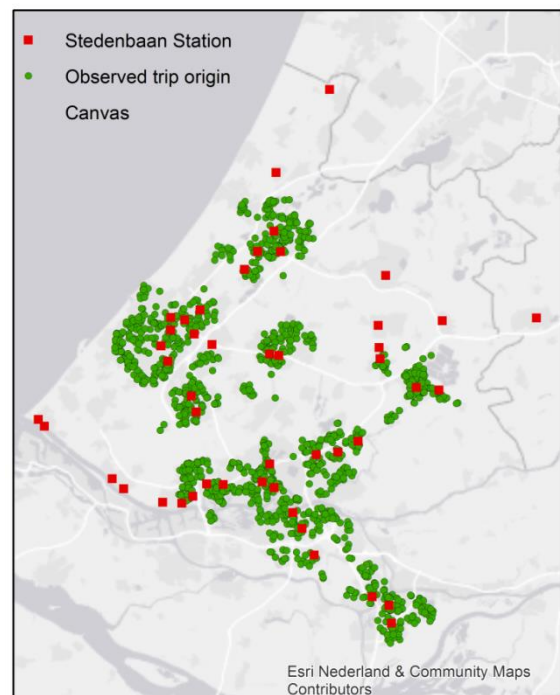 Stedenbaan Station
Observed trip origin
Canvas
Esri Nederland & Community Maps
Contributors